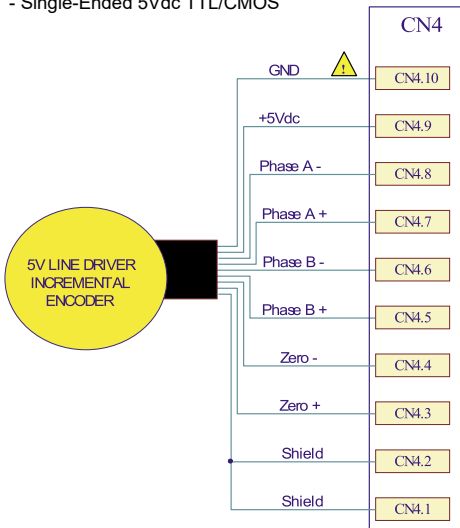 - Single-Ended 5Vdc TTL/CMOS
CN4
GND
!
CN4.10
+5Vdc
CN4.9
Phase A -
CN4.8
Phase A +
CN4.7
Phase B -
CN4.6
Phase B +
CN4.5
Zero -
CN4.4
Zero +
CN4.3
Shield
CN4.2
Shield
CN4.1
5V LINE DRIVER
INCREMENTAL
ENCODER